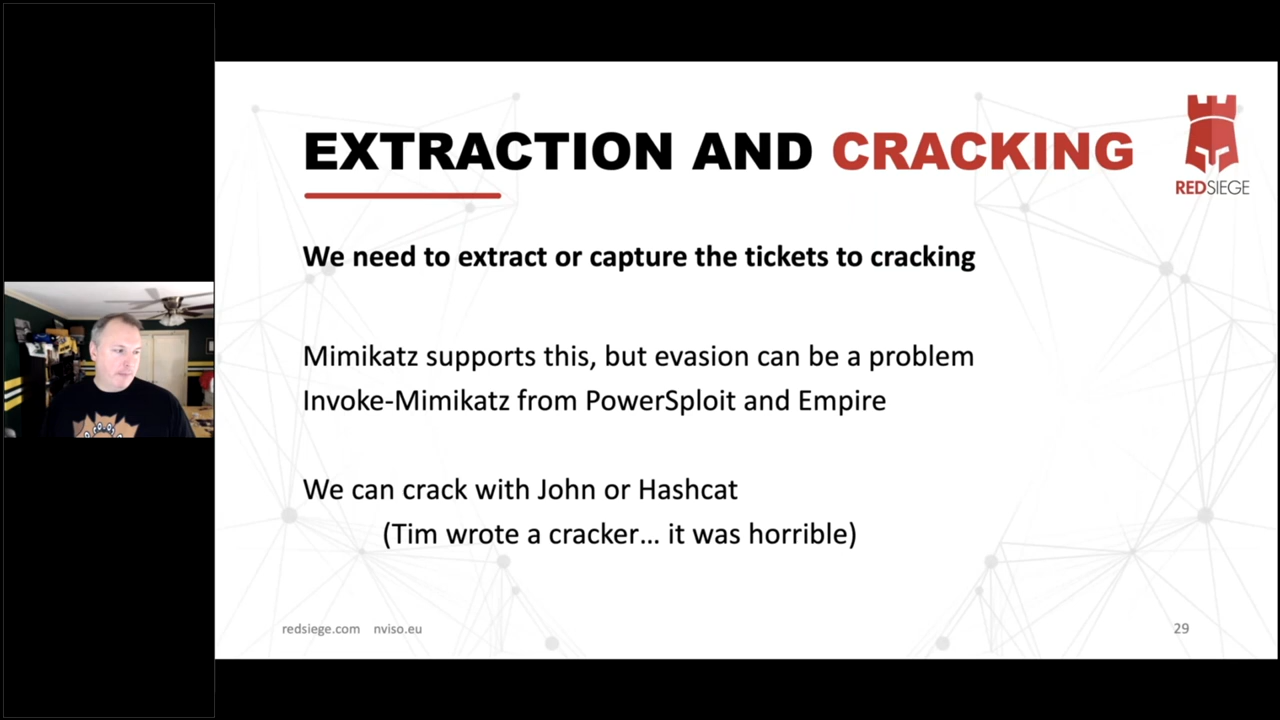 EXTRACTION AND CRACKING
REDSIEGE
We need to extract or capture the tickets to cracking
Mimikatz supports this, but evasion can be a problem
Invoke-Mimikatz from PowerSploit and Empire
We can crack with John or Hashcat
(Tim wrote a cracker... it was horrible)
redsiege.com nviso.eu
29